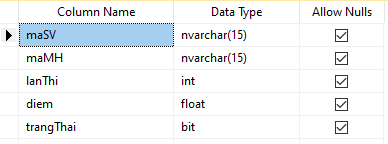 Column Name Data Type Allow Nulls
maSV nvarchar(15)
maMH nvarchar(15)
lanThi int
diem float
trangThai bit